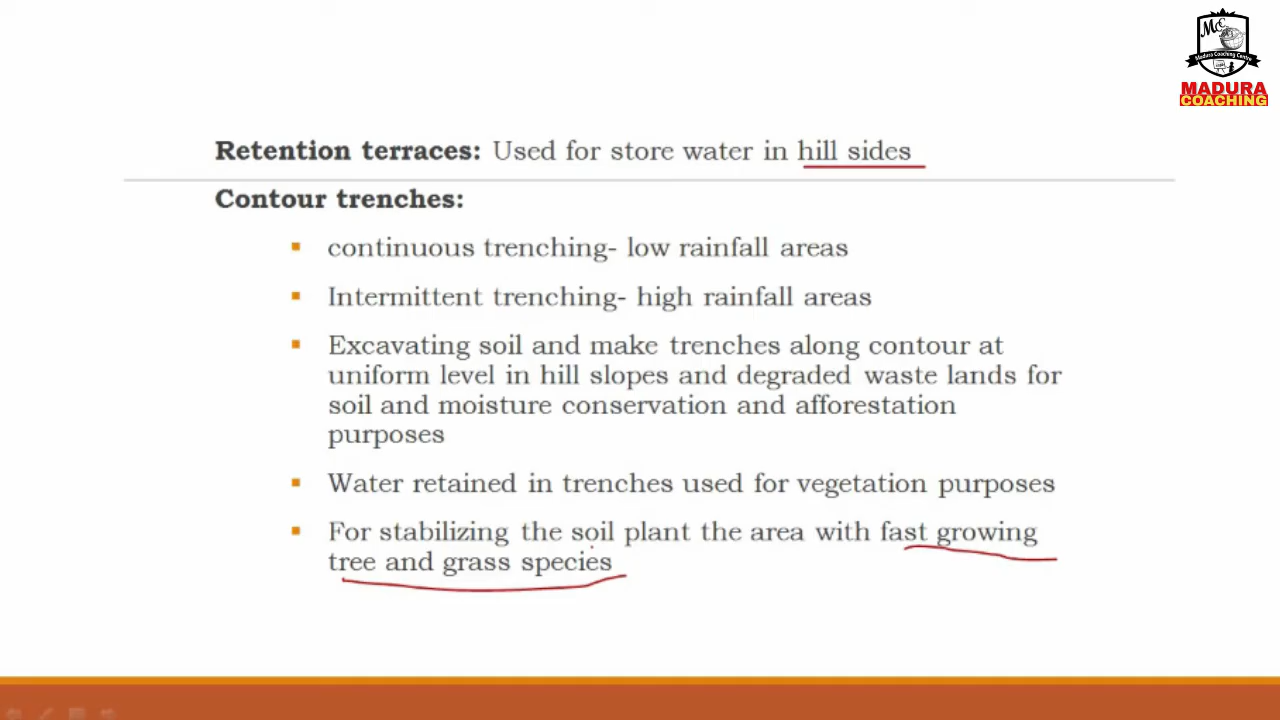 MC
Madura Coaching Centre
MADURA
COACHING
Retention terraces: Used for store water in hill sides
Contour trenches:
▪ continuous trenching- low rainfall areas
▪ Intermittent trenching- high rainfall areas
▪ Excavating soil and make trenches along contour at
uniform level in hill slopes and degraded waste lands for
soil and moisture conservation and afforestation
purposes
▪ Water retained in trenches used for vegetation purposes
▪ For stabilizing the soil plant the area with fast growing
tree and grass species